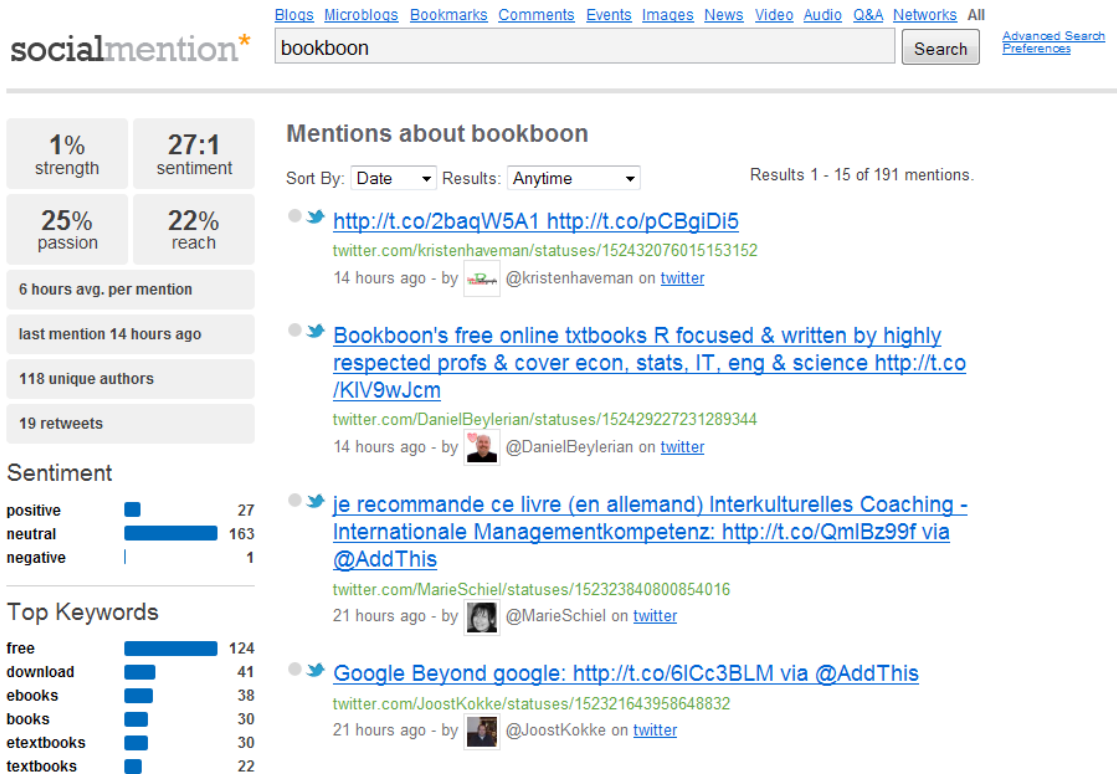 Blogs Microblogs Bookmarks Comments Events Images News Video Audio Q&A Networks All
socialmention*
bookboon
Search
Advanced Search
Preferences
1%
strength
27:1
sentiment
25%
passion
22%
reach
6 hours avg. per mention
last mention 14 hours ago
118 unique authors
19 retweets
Sentiment
positive 27
neutral 163
negative 1
Top Keywords
free 124
download 41
ebooks 38
books 30
etextbooks 30
textbooks 22
Mentions about bookboon
Sort By: Date Results: Anytime
Results 1 - 15 of 191 mentions.
http://t.co/2baqW5A1 http://t.co/pCBgiDi5
twitter.com/kristenhaveman/statuses/152432076015153152
14 hours ago - by @kristenhaveman on twitter
Bookboon's free online txtbooks R focused & written by highly
respected profs & cover econ, stats, IT, eng & science http://t.co
/KlV9wJcm
twitter.com/DanielBeylerian/statuses/152429227231289344
14 hours ago - by @DanielBeylerian on twitter
je recommande ce livre (en allemand) Interkulturelles Coaching -
Internationale Managementkompetenz: http://t.co/QmIBz99f via
@AddThis
twitter.com/MarieSchiel/statuses/152323840800854016
21 hours ago - by @MarieSchiel on twitter
Google Beyond google: http://t.co/6ICc3BLM via @AddThis
twitter.com/JoostKokke/statuses/152321643958648832
21 hours ago - by @JoostKokke on twitter